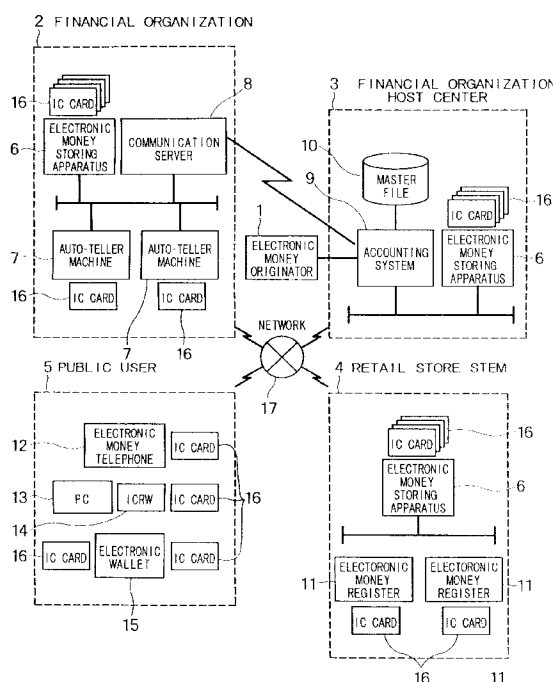 2 FINANCIAL ORGANIZATION
16
IC CARD
6
ELECTRONIC
MONEY
STORING
APPARATUS
8
COMMUNICATION
SERVER
7
AUTO-TELLER
MACHINE
AUTO-TELLER
MACHINE
16
IC CARD
IC CARD
7
16
3 FINANCIAL ORGANIZATION
HOST CENTER
10
MASTER
FILE
9
16
IC CARD
1
ELECTRONIC
MONEY
ORIGINATOR
ACCOUNTING
SYSTEM
ELECTRONIC
MONEY
STORING
APPARATUS
6
NETWORK
17
5 PUBLIC USER
12
ELECTRONIC
MONEY
TELEPHONE
IC CARD
13
PC
ICRW
IC CARD
16
14
16
IC CARD
ELECTRONIC
WALLET
IC CARD
15
4 RETAIL STORE STEM
16
IC CARD
ELECTRONIC
MONEY
STORING
APPARATUS
6
11
ELECTORONIC
MONEY
REGISTER
ELECTORONIC
MONEY
REGISTER
11
IC CARD
IC CARD
16
11